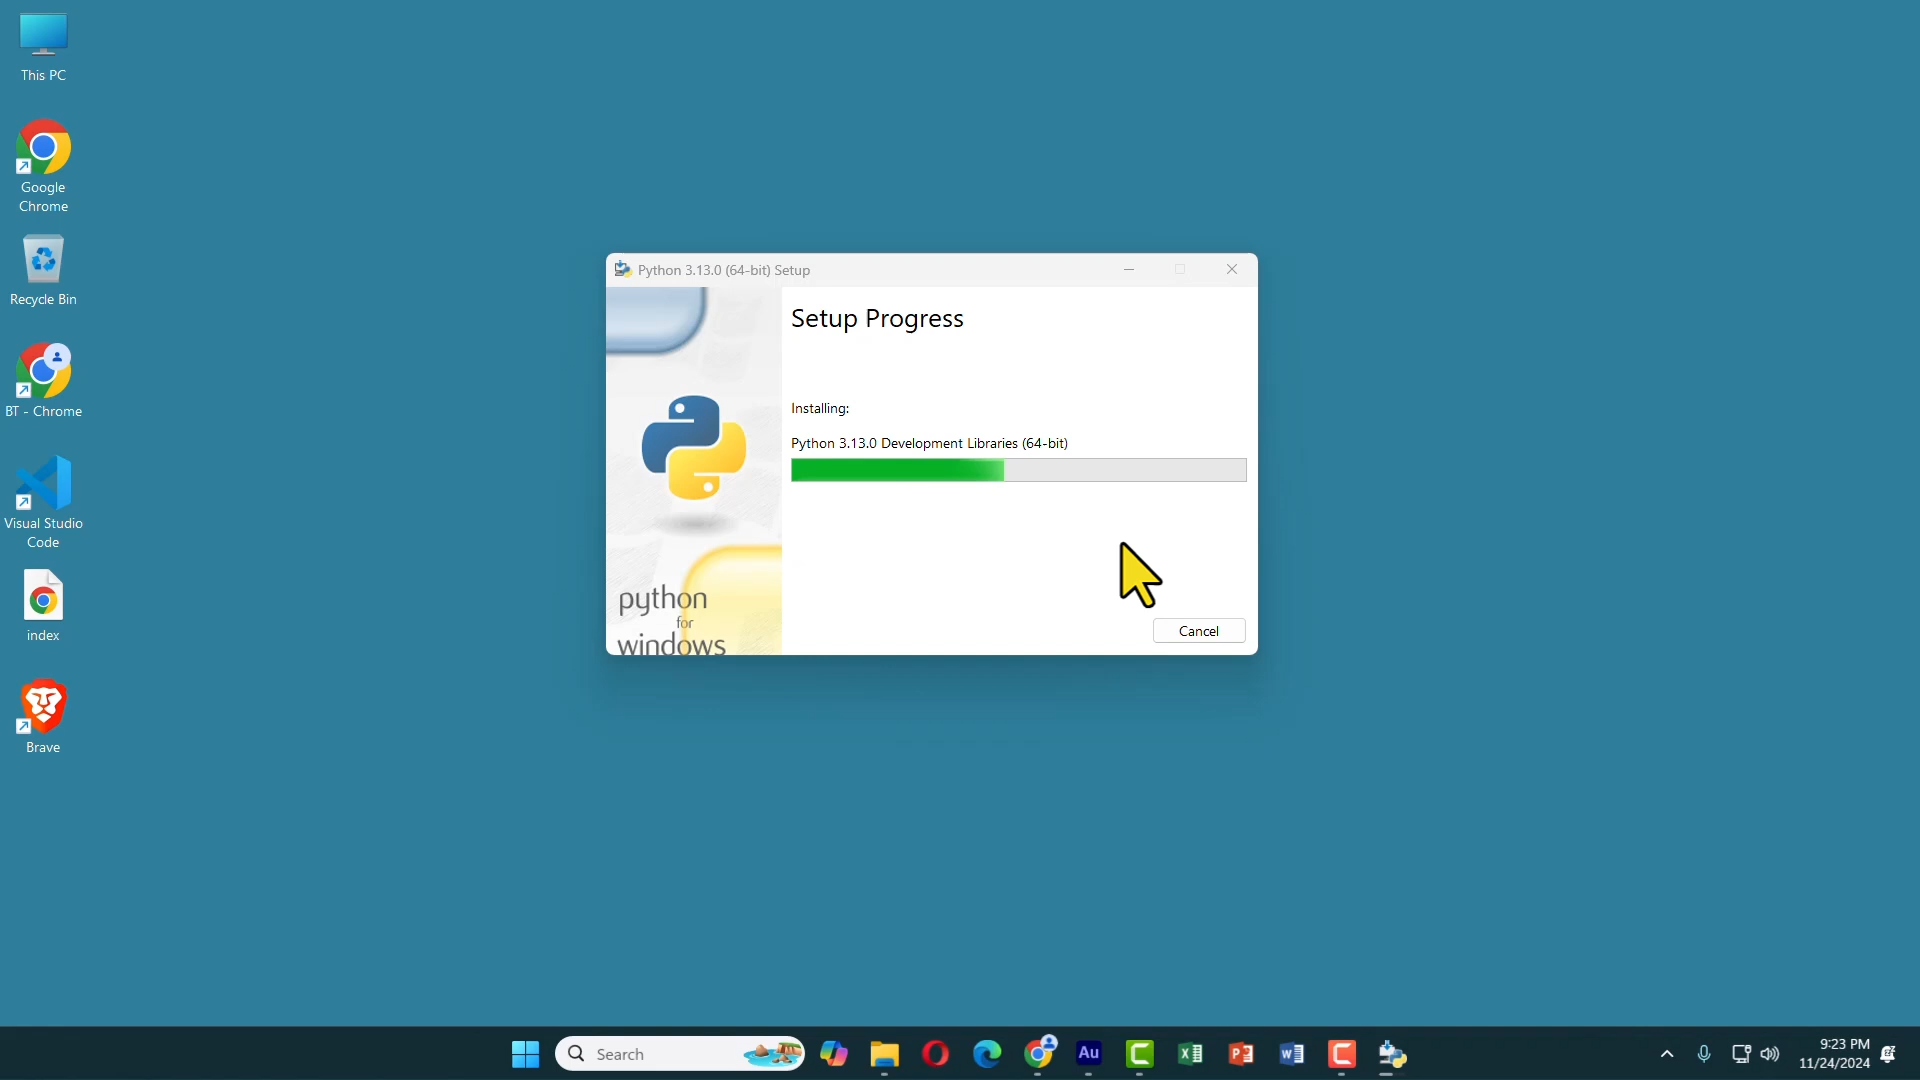 This PC
Google
Chrome
Recycle Bin
BT - Chrome
Visual Studio
Code
index
Brave
Python 3.13.0 (64-bit) Setup
Setup Progress
Installing:
Python 3.13.0 Development Libraries (64-bit)
python
for
windows
Cancel
Search
Au
9:23 PM
11/24/2024